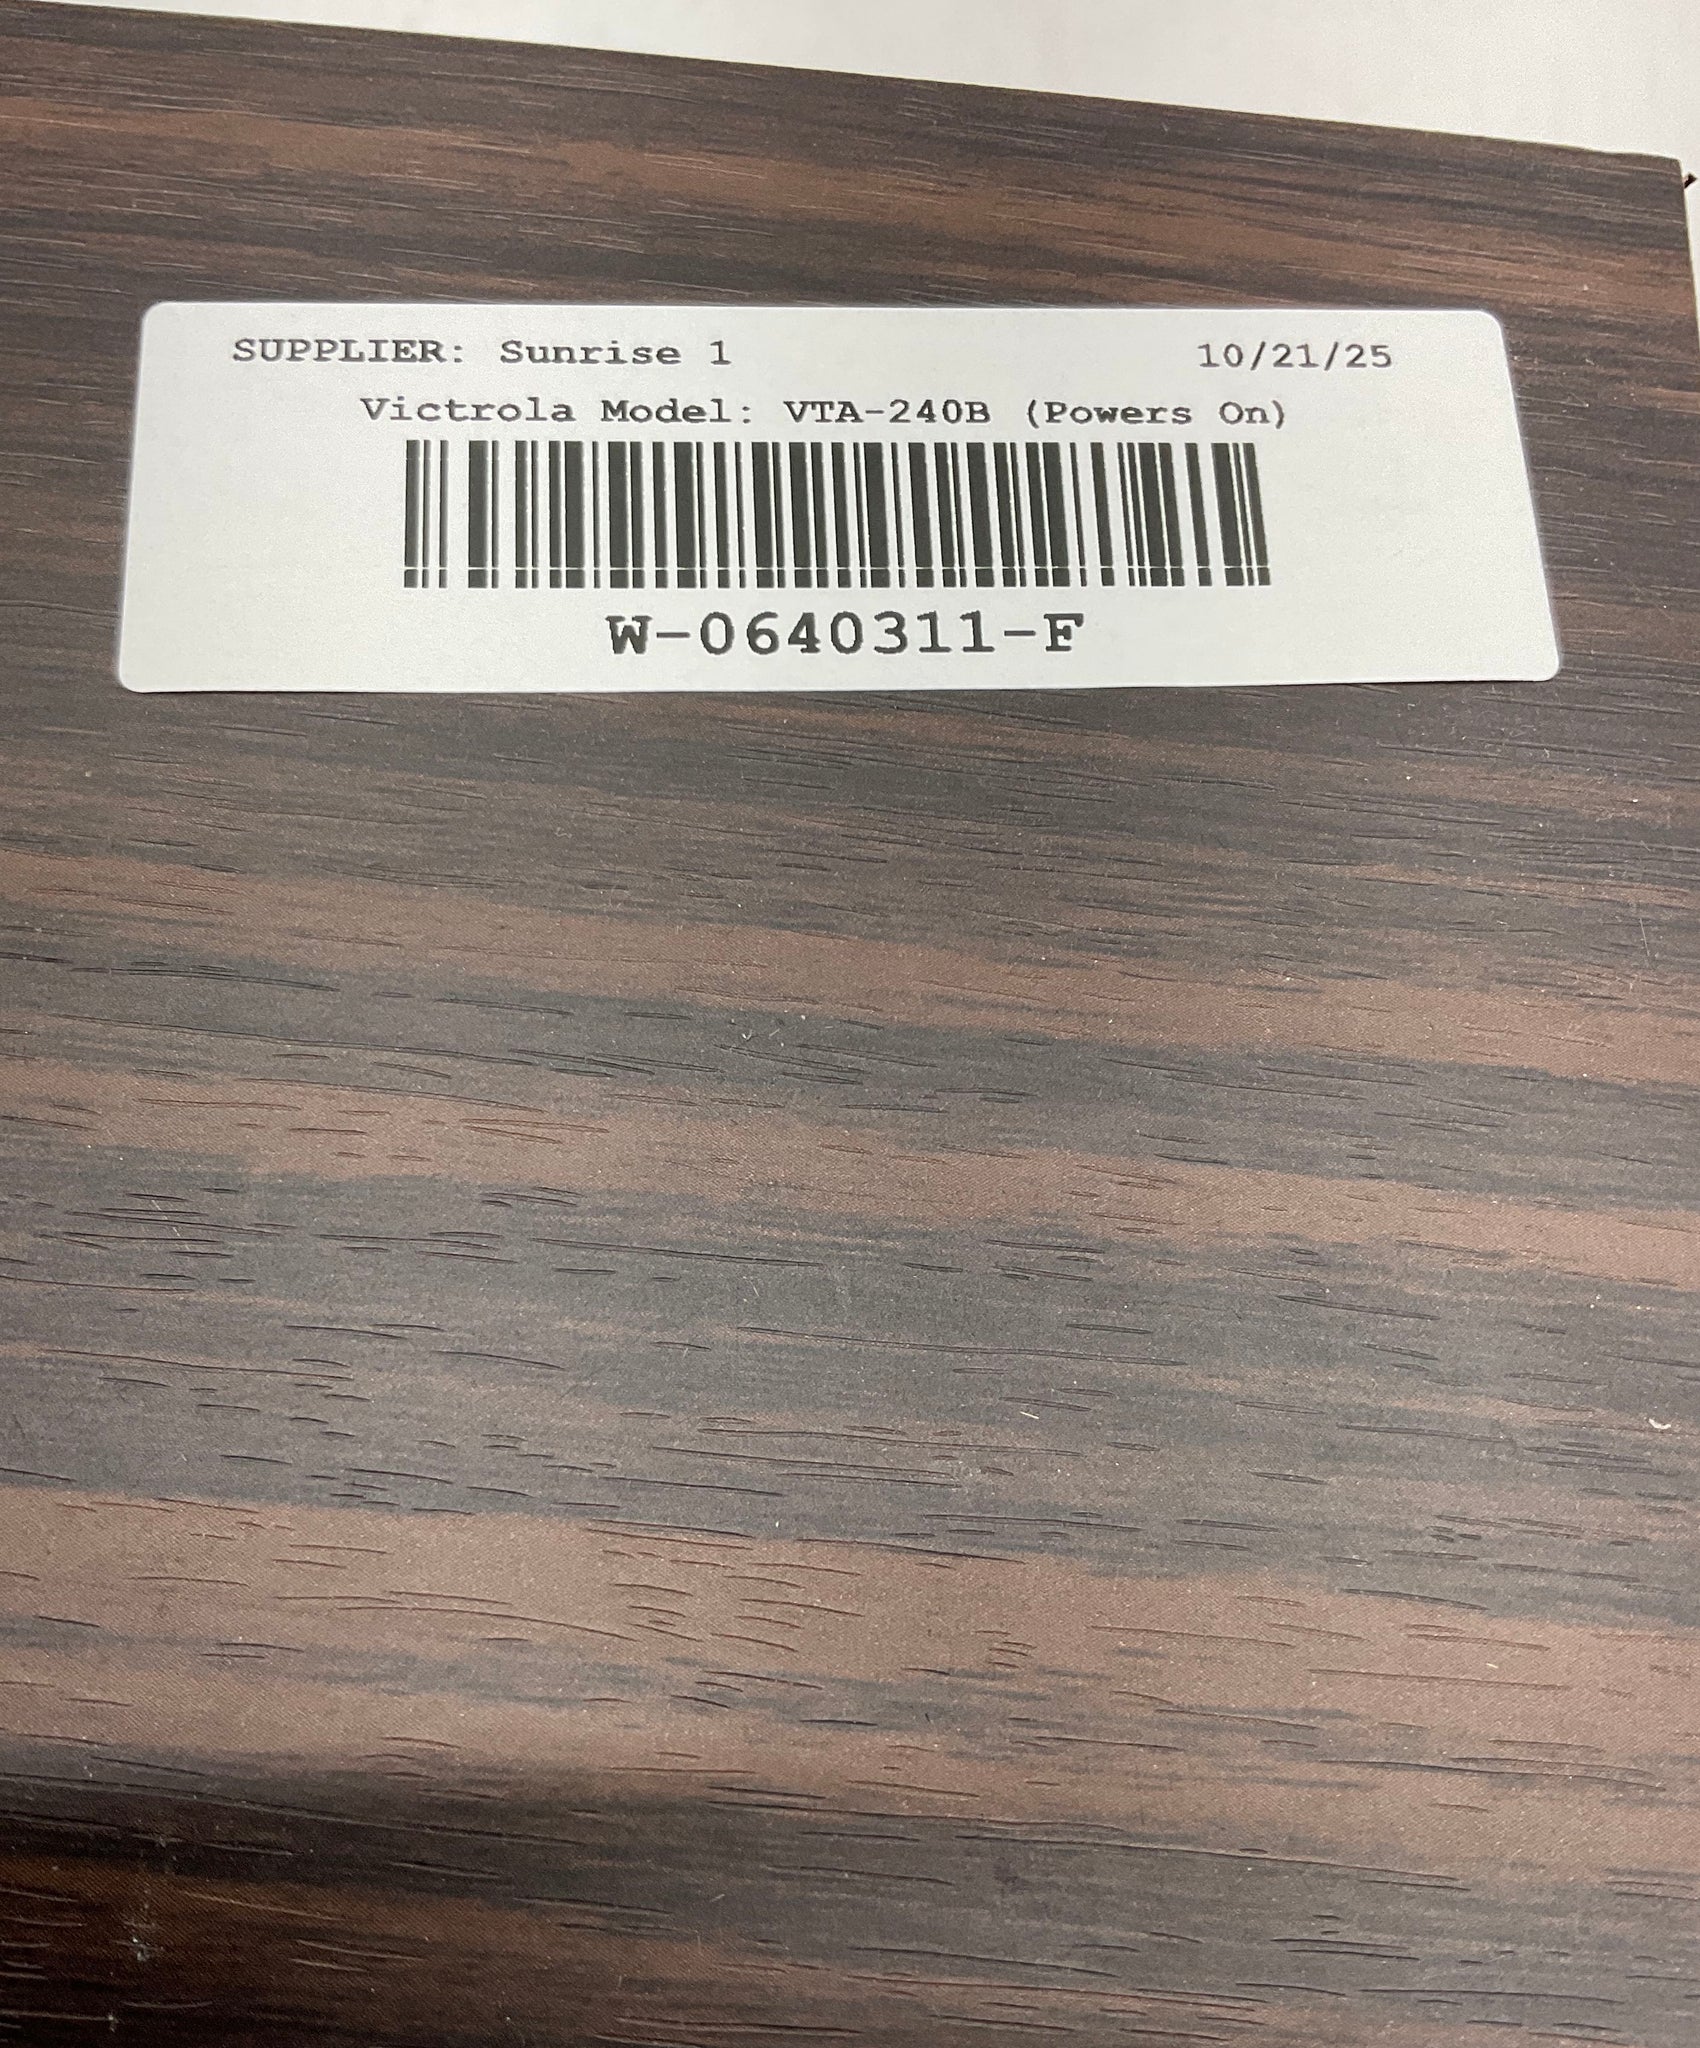 SUPPLIER: Sunrise 1 10/21/25
Victrola Model: VTA-240B (Powers On)
W-0640311-F